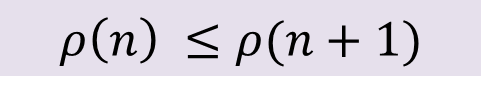 ρ(n) ≤ ρ(n + 1)